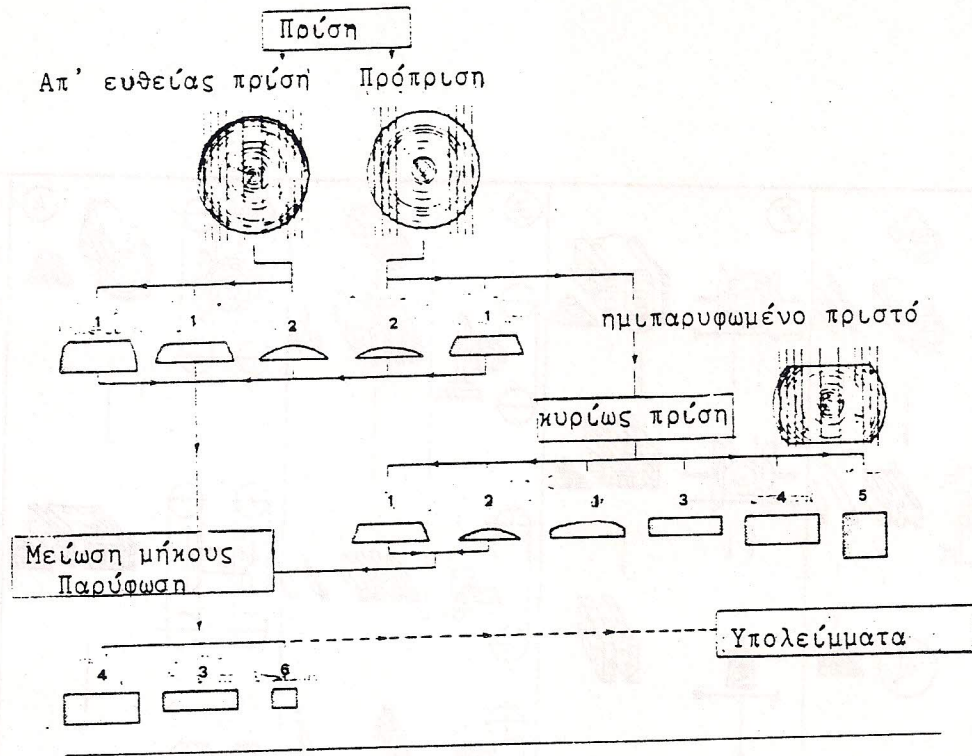 Πρίση
Απ' ευθείας πρίση Πρόπριση
1 1 2 2 1
ημιπαρυφωμένο πριστό
κυρίως πρίση
1 2 1 3 4 5
Μείωση μήκους
Παρύφωση
Υπολείμματα
4 3 6